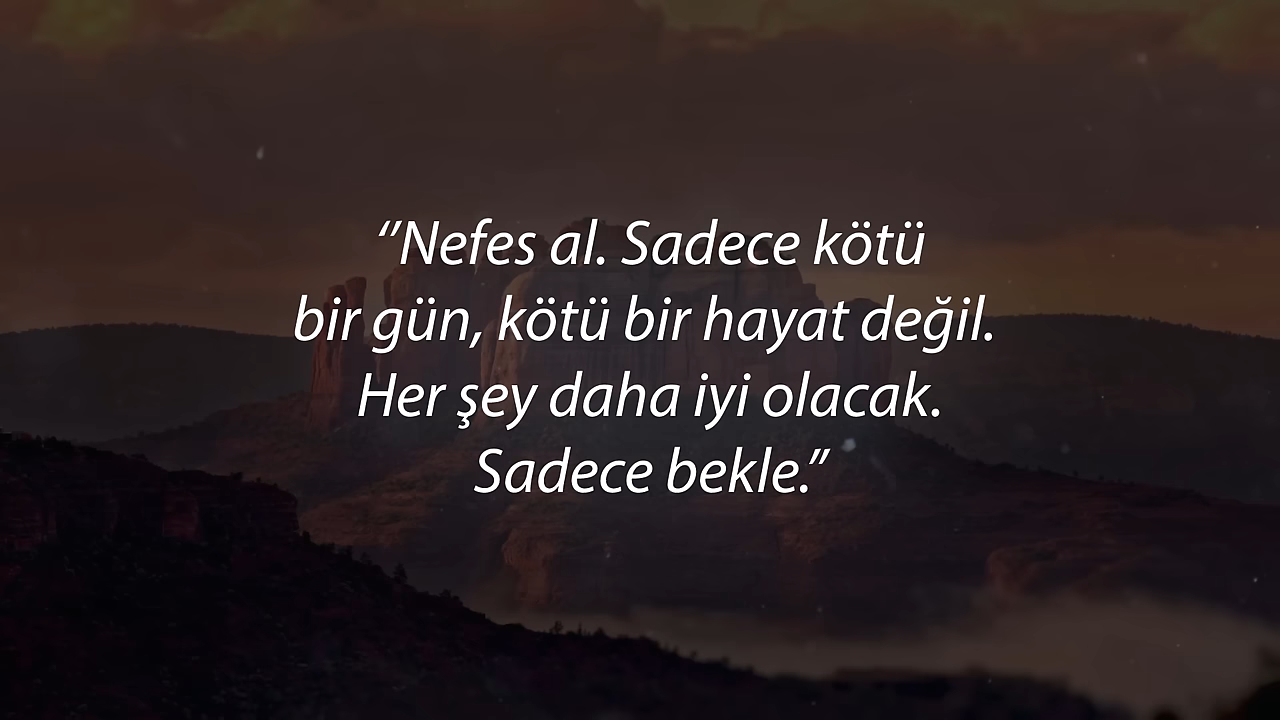 “Nefes al. Sadece kötü
bir gün, kötü bir hayat değil.
Her şey daha iyi olacak.
Sadece bekle.”